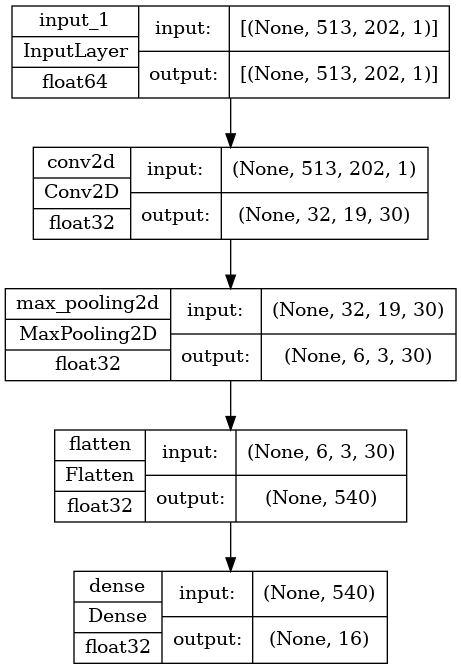 input_1
InputLayer
float64
input:
[(None, 513, 202, 1)]
output:
[(None, 513, 202, 1)]
conv2d
Conv2D
float32
input:
(None, 513, 202, 1)
output:
(None, 32, 19, 30)
max_pooling2d
MaxPooling2D
float32
input:
(None, 32, 19, 30)
output:
(None, 6, 3, 30)
flatten
Flatten
float32
input:
(None, 6, 3, 30)
output:
(None, 540)
dense
Dense
float32
input:
(None, 540)
output:
(None, 16)